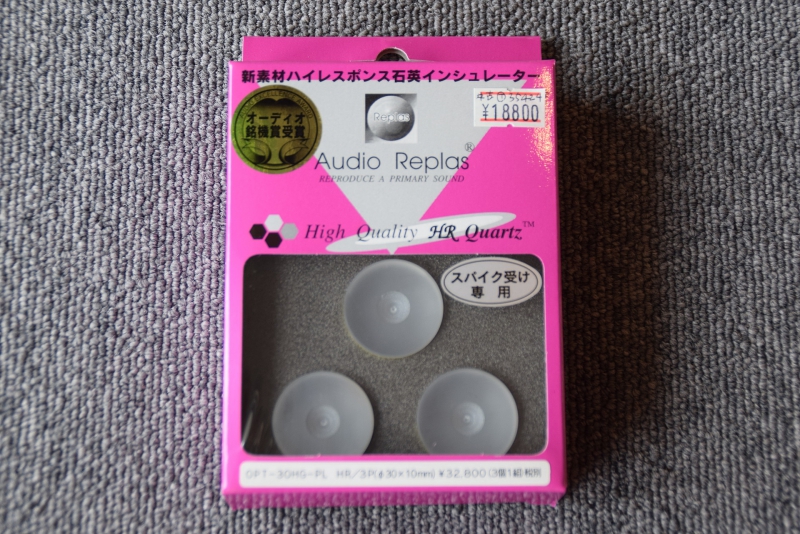 新素材ハイレスポンス石英インシュレーター
¥18800
オーディオ
銘機賞受賞
Replas
Audio Replas®
REPRODUCE A PRIMARY SOUND
High Quality HR Quartz™
スパイク受け
専用
OPT-30HG-PL HR/3P(φ30×10mm) ¥32,800(3個1組・税別)